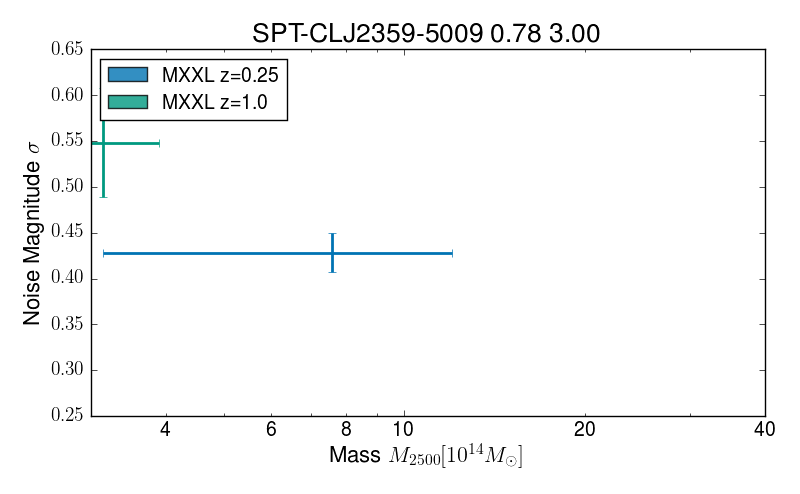 SPT-CLJ2359-5009 0.78 3.00
0.65
0.60
0.55
0.50
0.45
0.40
0.35
0.30
0.25
MXXL z=0.25
MXXL z=1.0
Noise Magnitude σ
4 6 8 10 20 40
Mass M₂₅₀₀[10¹⁴M⊙]